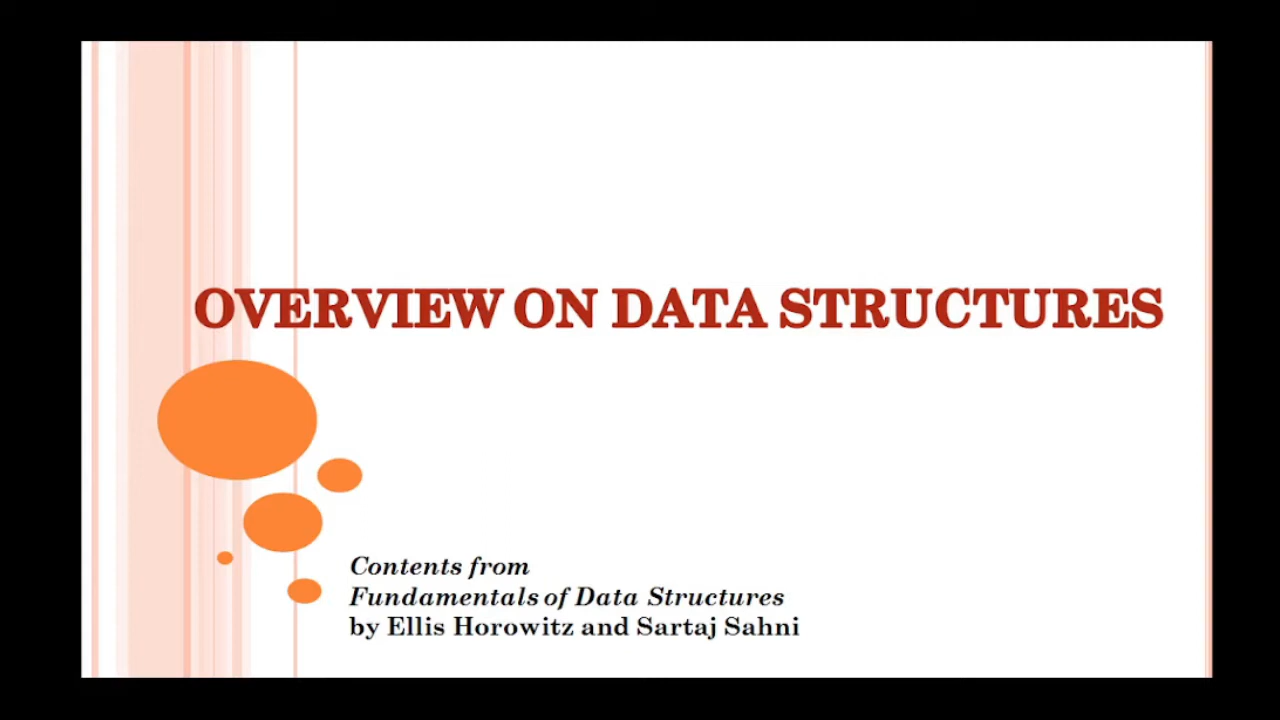 OVERVIEW ON DATA STRUCTURES
Contents from
Fundamentals of Data Structures
by Ellis Horowitz and Sartaj Sahni